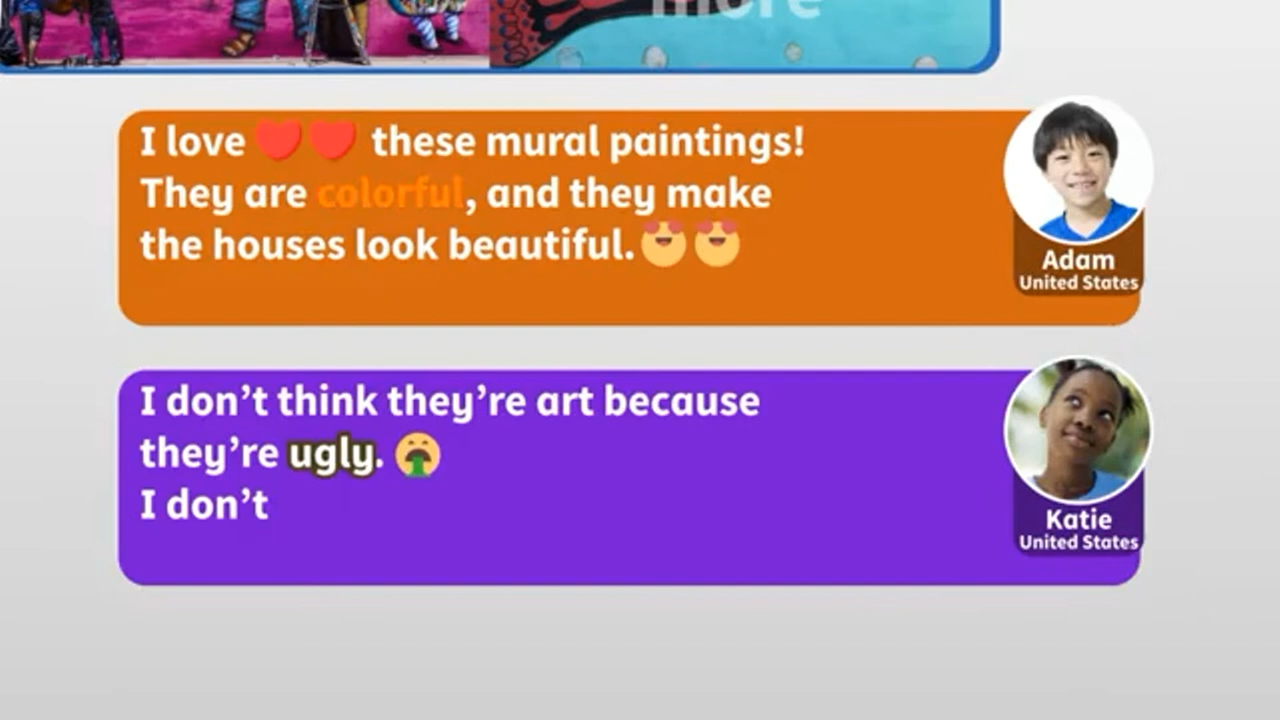 more
I love ❤️❤️ these mural paintings!
They are colorful, and they make
the houses look beautiful.😍😍
Adam
United States
I don't think they're art because
they're ugly. 🤮
I don't
Katie
United States